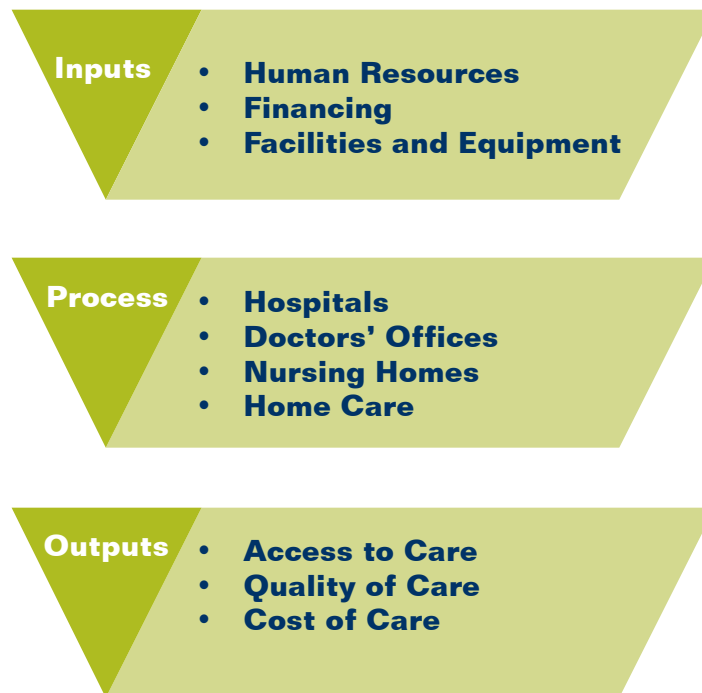 Inputs
• Human Resources
• Financing
• Facilities and Equipment
Process
• Hospitals
• Doctors’ Offices
• Nursing Homes
• Home Care
Outputs
• Access to Care
• Quality of Care
• Cost of Care